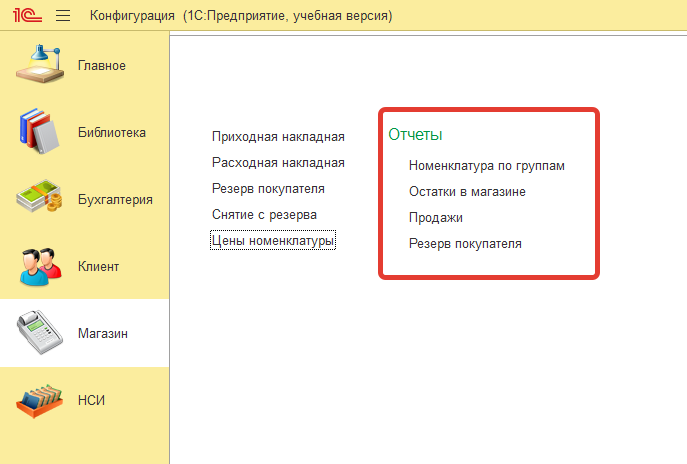 1С Конфигурация (1С:Предприятие, учебная версия)
Главное
Библиотека
Бухгалтерия
Клиент
Магазин
НСИ
Приходная накладная
Расходная накладная
Резерв покупателя
Снятие с резерва
Цены номенклатуры
Отчеты
Номенклатура по группам
Остатки в магазине
Продажи
Резерв покупателя